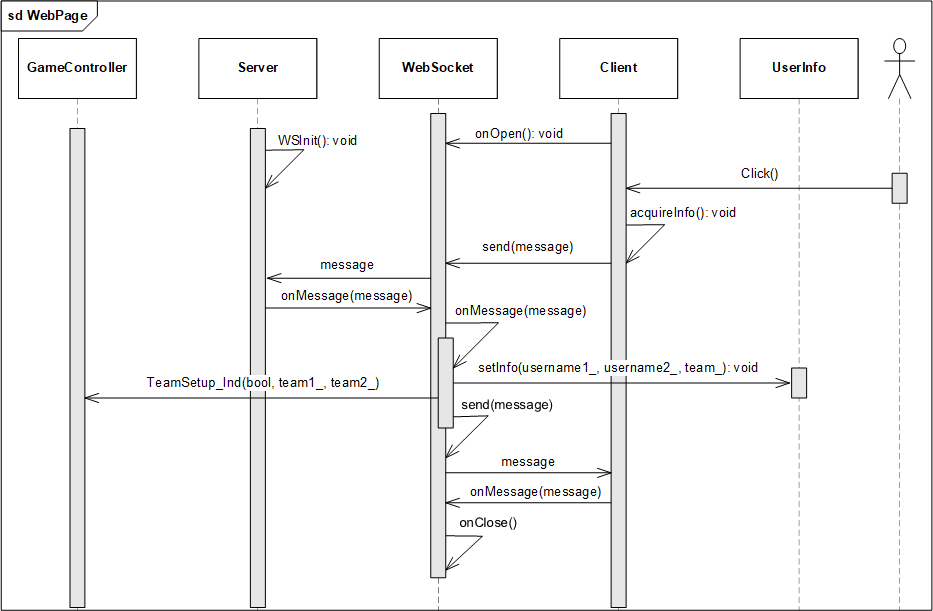 sd WebPage
GameController
Server
WebSocket
Client
UserInfo
WSInit(): void
onOpen(): void
Click()
acquireInfo(): void
send(message)
message
onMessage(message)
onMessage(message)
setInfo(username1_, username2_, team_): void
TeamSetup_Ind(bool, team1_, team2_)
send(message)
message
onMessage(message)
onClose()